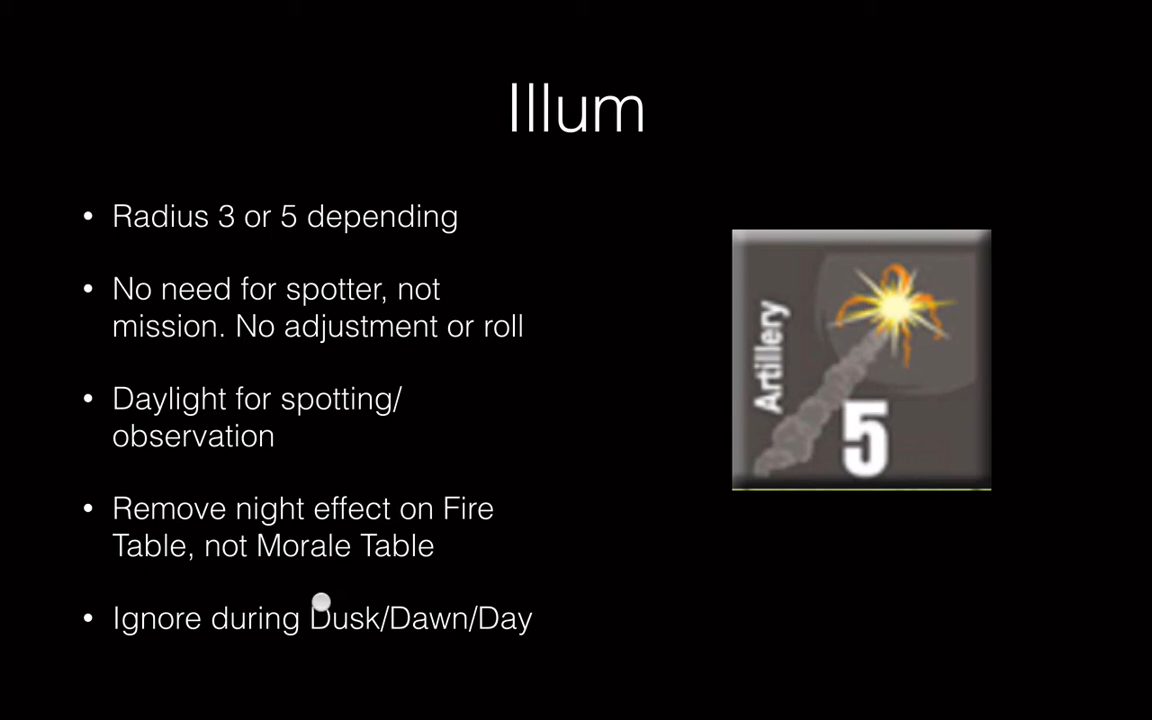 Illum
• Radius 3 or 5 depending
• No need for spotter, not
mission. No adjustment or roll
• Daylight for spotting/
observation
• Remove night effect on Fire
Table, not Morale Table
• Ignore during Dusk/Dawn/Day
Artillery
5